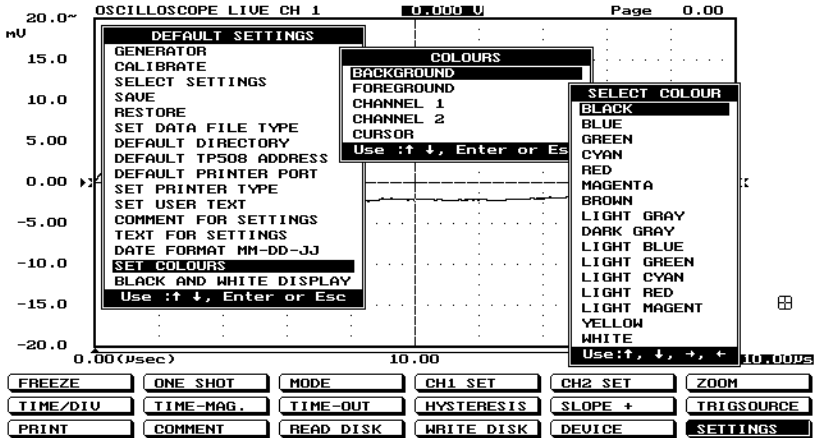 OSCILLOSCOPE LIVE CH 1 0.000 V Page 0.00
20.0~
mV
15.0
10.0
5.00
0.00
-5.00
-10.0
-15.0
-20.0
DEFAULT SETTINGS
GENERATOR
CALIBRATE
SELECT SETTINGS
SAVE
RESTORE
SET DATA FILE TYPE
DEFAULT DIRECTORY
DEFAULT TP508 ADDRESS
DEFAULT PRINTER PORT
SET PRINTER TYPE
SET USER TEXT
COMMENT FOR SETTINGS
TEXT FOR SETTINGS
DATE FORMAT MM-DD-JJ
SET COLOURS
BLACK AND WHITE DISPLAY
Use :↑ ↓, Enter or Esc
COLOURS
BACKGROUND
FOREGROUND
CHANNEL 1
CHANNEL 2
CURSOR
Use :↑ ↓, Enter or Es
SELECT COLOUR
BLACK
BLUE
GREEN
CYAN
RED
MAGENTA
BROWN
LIGHT GRAY
DARK GRAY
LIGHT BLUE
LIGHT GREEN
LIGHT CYAN
LIGHT RED
LIGHT MAGENT
YELLOW
WHITE
Use:↑, ↓, →, ←
0.00(µsec) 10.00 10.00µs
FREEZE ONE SHOT MODE CH1 SET CH2 SET ZOOM
TIME/DIV TIME-MAG. TIME-OUT HYSTERESIS SLOPE + TRIGSOURCE
PRINT COMMENT READ DISK WRITE DISK DEVICE SETTINGS